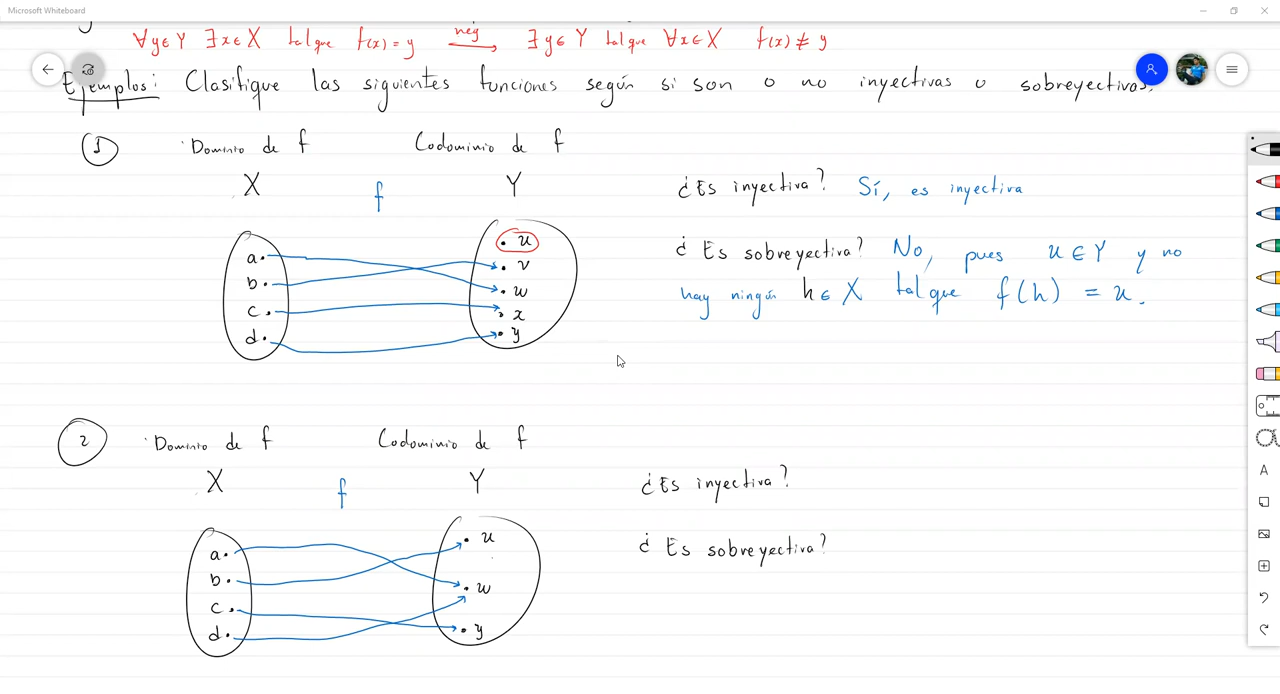 Microsoft Whiteboard
∀y∈Y ∃x∈X tal que f(x)=y neg ⟶ ∃y∈Y tal que ∀x∈X f(x)≠y
Ejemplos: Clasifique las siguientes funciones según si son o no inyectivas o sobreyectivas.
1 Dominio de f Codominio de f
X f Y
¿Es inyectiva? Sí, es inyectiva
¿Es sobreyectiva? No, pues u∈Y y no
hay ningún h∈X tal que f(h) = u.
a
b
c
d
u
v
w
x
y
2 Dominio de f Codominio de f
X f Y
¿Es inyectiva?
¿Es sobreyectiva?
a
b
c
d
u
w
y
A